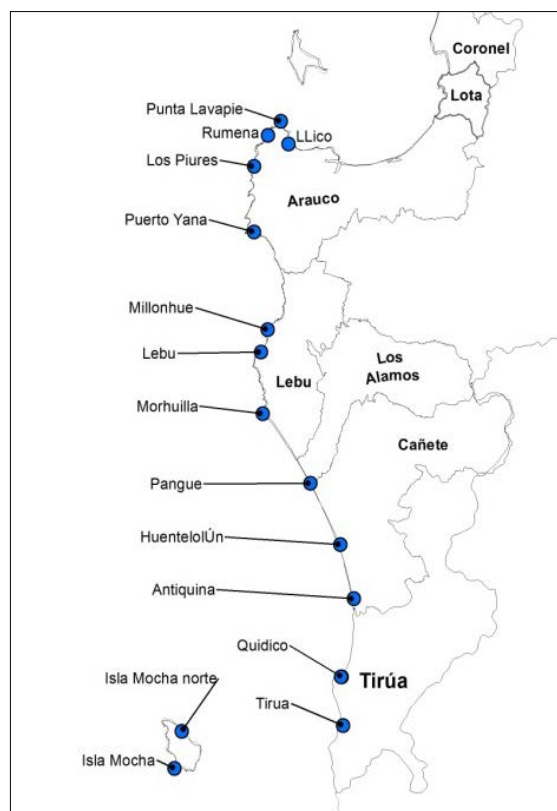 Coronel
Lota
Punta Lavapie
Rumena
LLico
Los Piures
Arauco
Puerto Yana
Millonhue
Lebu
Los
Alamos
Lebu
Morhuilla
Cañete
Pangue
HuentelolÚn
Antiquina
Quidico
Tirúa
Isla Mocha norte
Tirua
Isla Mocha